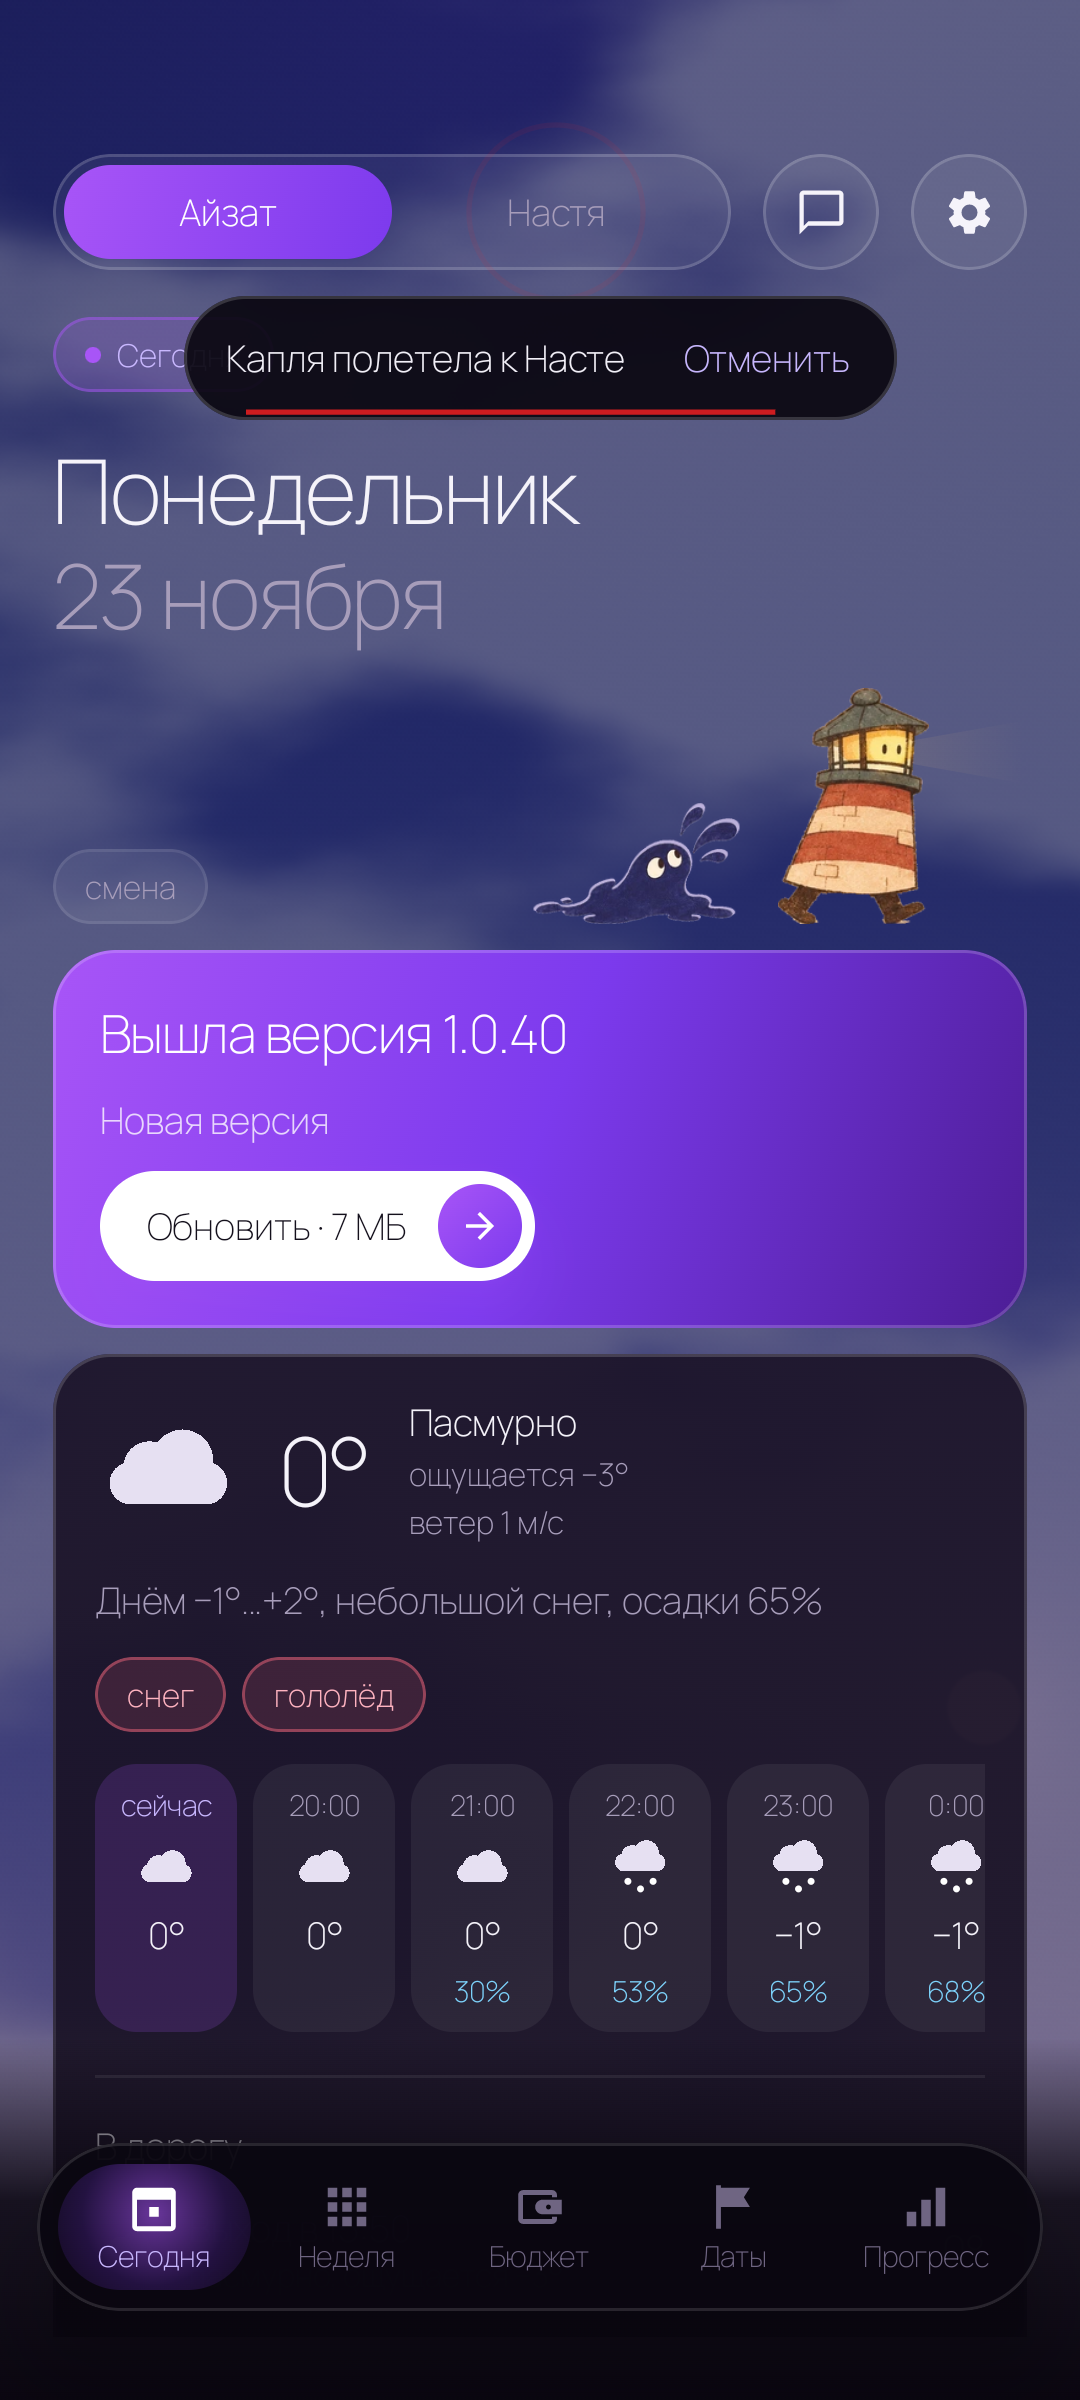 Айзат
Настя
Сегодня
Капля полетела к Насте
Отменить
Понедельник
23 ноября
смена
Вышла версия 1.0.40
Новая версия
Обновить · 7 МБ
0°
Пасмурно
ощущается −3°
ветер 1 м/с
Днём −1°…+2°, небольшой снег, осадки 65%
снег
гололёд
сейчас 20:00 21:00 22:00 23:00 0:00
0° 0° 0° 0° −1° −1°
30% 53% 65% 68%
В дорогу
Сегодня
Неделя
Бюджет
Даты
Прогресс